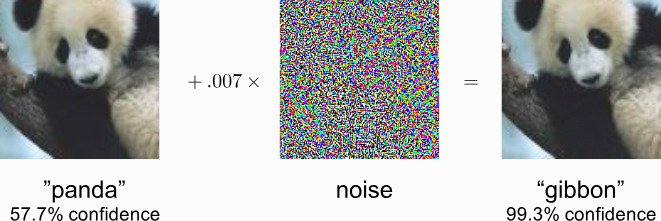 + .007 ×
=
"panda"
57.7% confidence
noise
“gibbon”
99.3% confidence